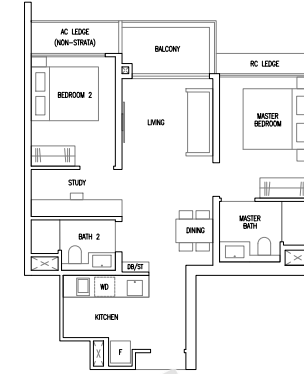 AC LEDGE
(NON-STRATA)
BALCONY
RC LEDGE
BEDROOM 2
LIVING
MASTER
BEDROOM
STUDY
BATH 2
DINING
MASTER
BATH
DB/ST
WD
KITCHEN
F